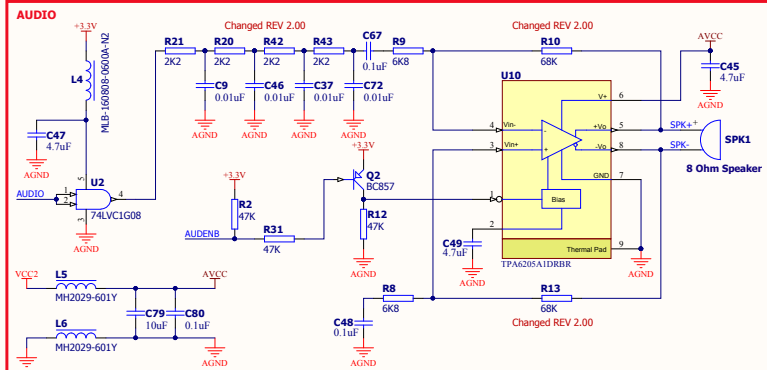 AUDIO
+3.3V
Changed REV 2.00
L4
MLB-160808-0600A-N2
R21
2K2
R20
2K2
R42
2K2
R43
2K2
C67
0.1uF
R9
6K8
R10
68K
AVCC
C45
4.7uF
AGND
C9
0.01uF
AGND
C46
0.01uF
AGND
C37
0.01uF
AGND
C72
0.01uF
AGND
U10
V+ 6
4 Vin-
3 Vin+
+Vo 5
-Vo 8
SPK+
+
SPK-
SPK1
8 Ohm Speaker
GND 7
1
Bias
2
Thermal Pad 9
TPA6205A1DRBR
AGND
C47
4.7uF
AGND
5
U2
AUDIO
1
2
4
3
74LVC1G08
AGND
+3.3V
R2
47K
AUDENB
R31
47K
+3.3V
Q2
BC857
R12
47K
AGND
C49
4.7uF
AGND
VCC2
L5
MH2029-601Y
AVCC
C79
10uF
C80
0.1uF
L6
MH2029-601Y
AGND
C48
0.1uF
AGND
R8
6K8
R13
68K
Changed REV 2.00